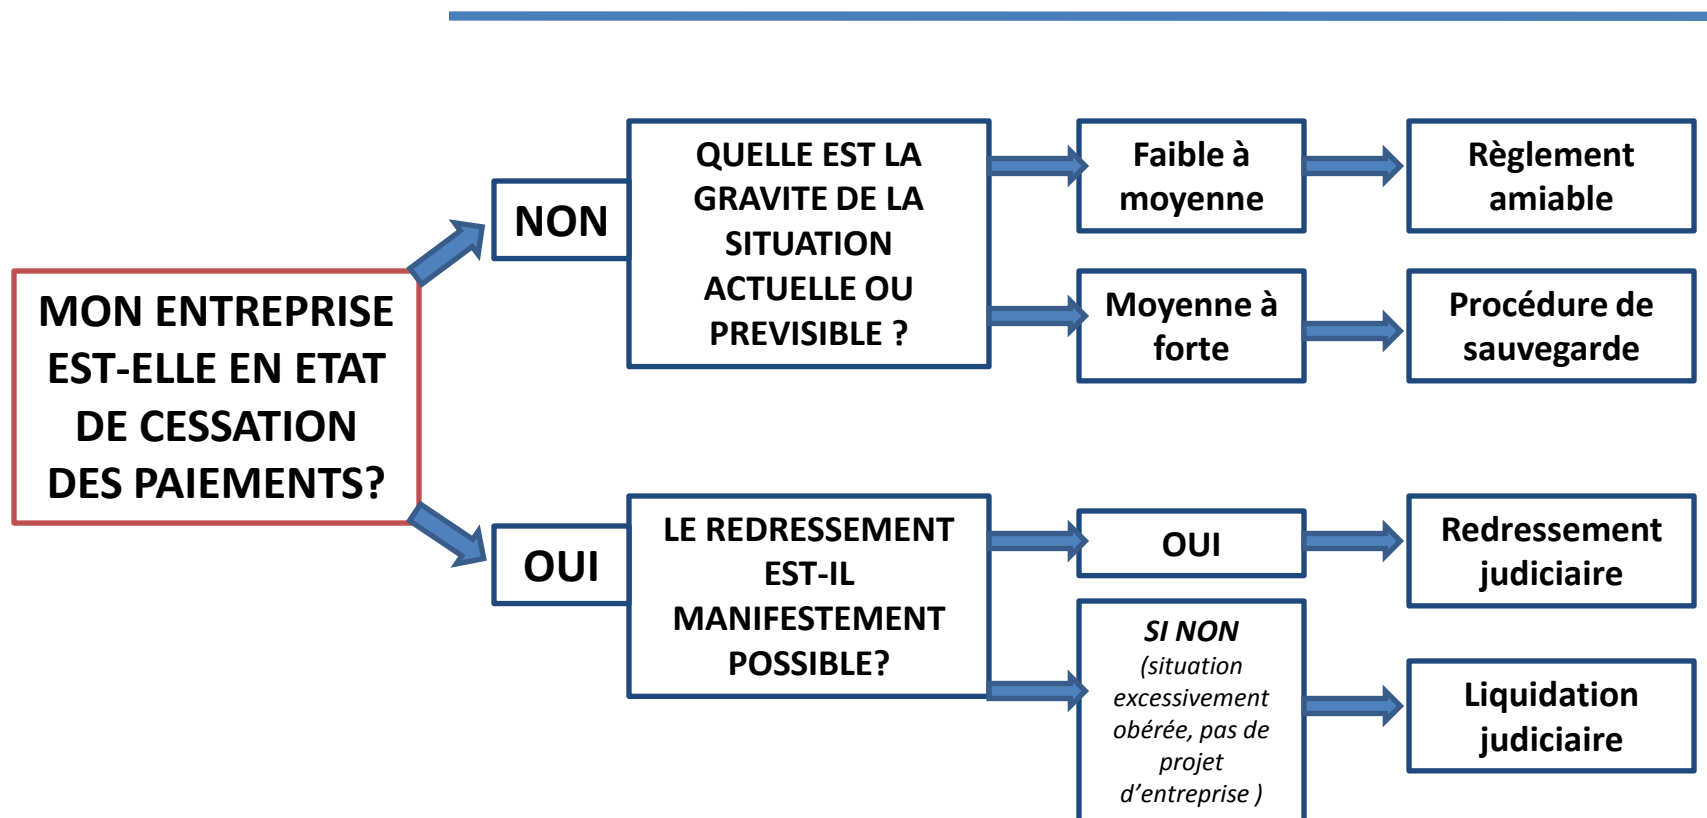 MON ENTREPRISE
EST-ELLE EN ETAT
DE CESSATION
DES PAIEMENTS?
NON
QUELLE EST LA
GRAVITE DE LA
SITUATION
ACTUELLE OU
PREVISIBLE ?
Faible à
moyenne
Règlement
amiable
Moyenne à
forte
Procédure de
sauvegarde
OUI
LE REDRESSEMENT
EST-IL
MANIFESTEMENT
POSSIBLE?
OUI
Redressement
judiciaire
SI NON
(situation
excessivement
obérée, pas de
projet
d’entreprise )
Liquidation
judiciaire